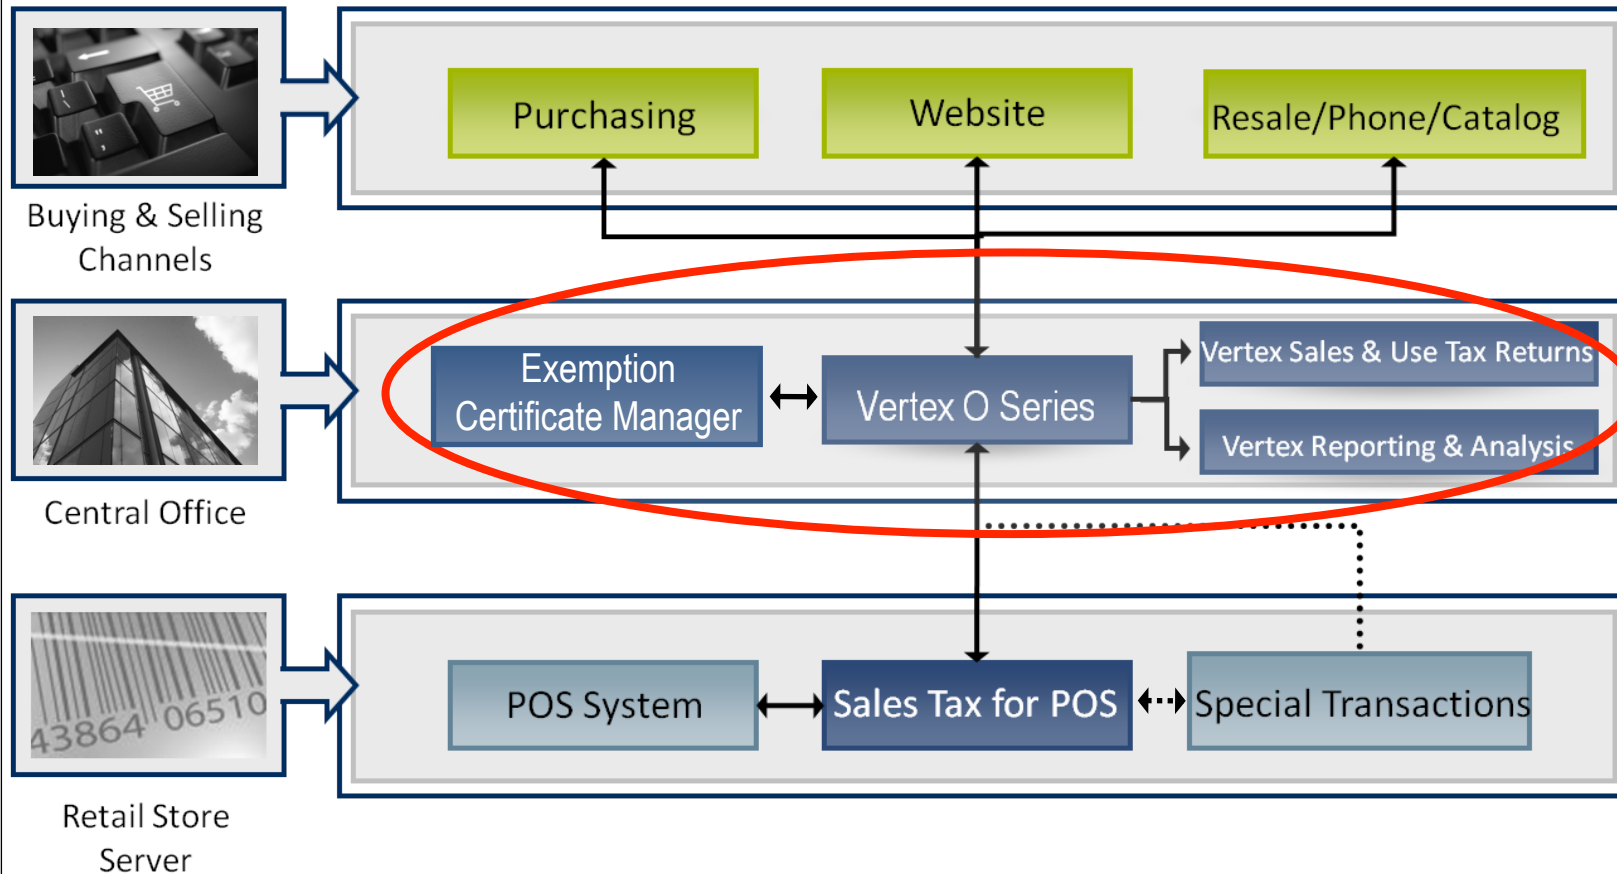 Purchasing
Website
Resale/Phone/Catalog
Buying & Selling
Channels
Exemption
Certificate Manager
Vertex O Series
Vertex Sales & Use Tax Returns
Vertex Reporting & Analysis
Central Office
43864 06510
POS System
Sales Tax for POS
Special Transactions
Retail Store
Server